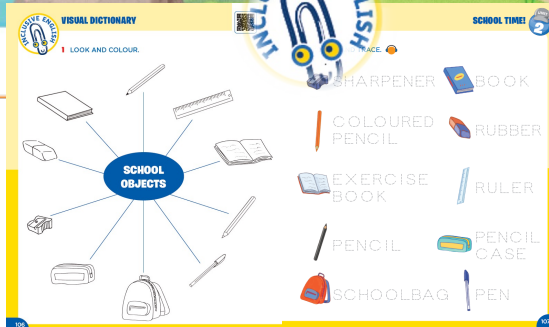 INCLUSIVE ENGLISH
VISUAL DICTIONARY
1 LOOK AND COLOUR.
SCHOOL
OBJECTS
106
SCHOOL TIME!
2
RACE.
SHARPENER
BOOK
COLOURED
PENCIL
RUBBER
EXERCISE
BOOK
RULER
PENCIL
PENCIL
CASE
SCHOOLBAG
PEN
107